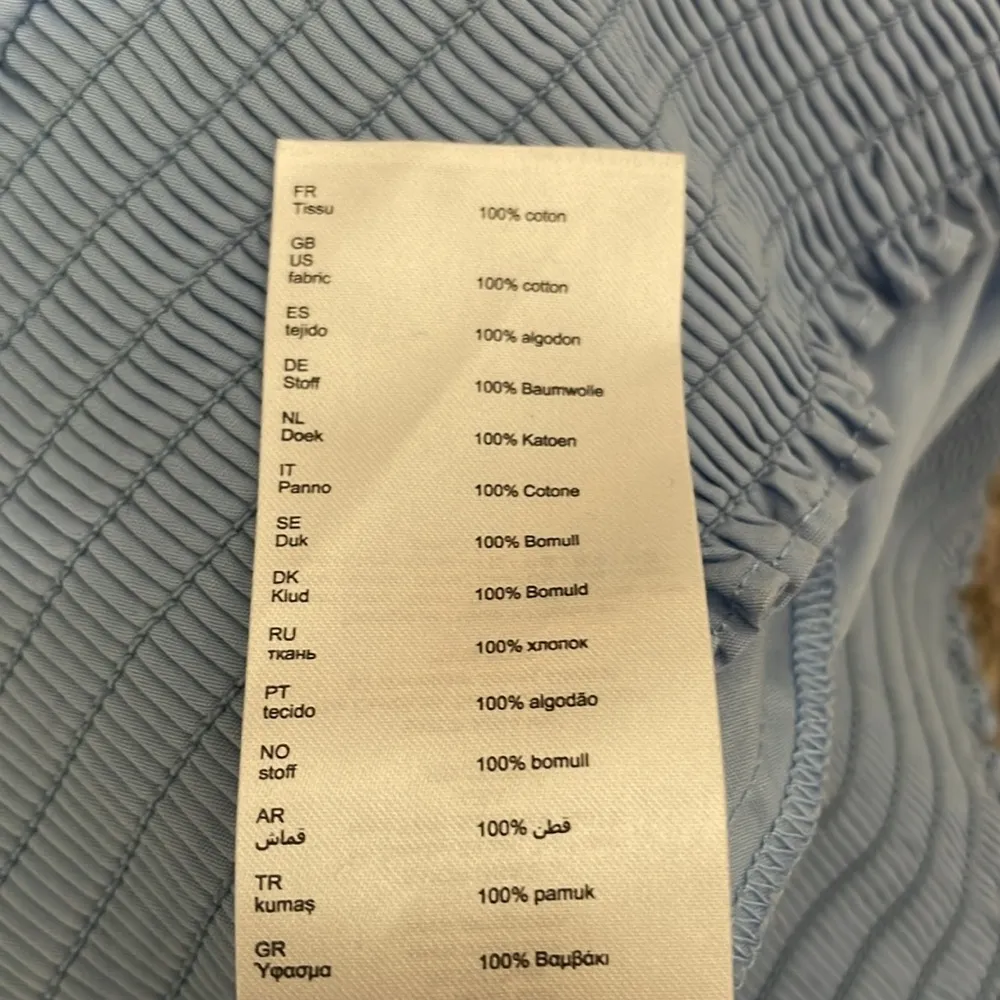 FR
Tissu 100% coton
GB
US
fabric 100% cotton
ES
tejido 100% algodon
DE
Stoff 100% Baumwolle
NL
Doek 100% Katoen
IT
Panno 100% Cotone
SE
Duk 100% Bomull
DK
Klud 100% Bomuld
RU
ткань 100% хлопок
PT
tecido 100% algodão
NO
stoff 100% bomull
AR
قماش 100% قطن
TR
kumaş 100% pamuk
GR
Ύφασμα 100% Βαμβάκι